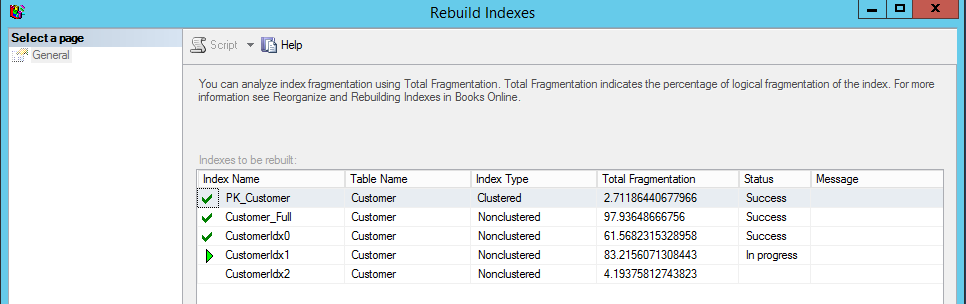 Rebuild Indexes
Select a page
General
Script Help
You can analyze index fragmentation using Total Fragmentation. Total Fragmentation indicates the percentage of logical fragmentation of the index. For more
information see Reorganize and Rebuilding Indexes in Books Online.
Indexes to be rebuilt:
Index Name Table Name Index Type Total Fragmentation Status Message
PK_Customer Customer Clustered 2.71186440677966 Success
Customer_Full Customer Nonclustered 97.93648666756 Success
CustomerIdx0 Customer Nonclustered 61.5682315328958 Success
CustomerIdx1 Customer Nonclustered 83.2156071308443 In progress
CustomerIdx2 Customer Nonclustered 4.19375812743823